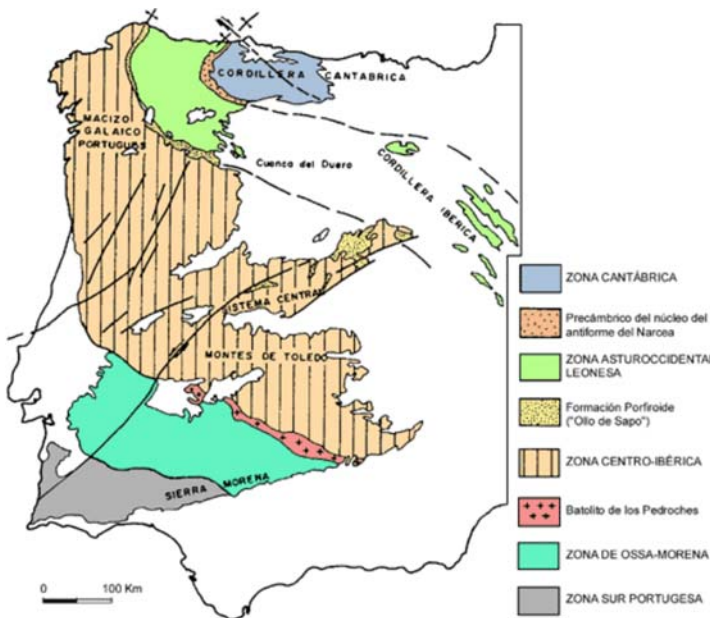 CORDILLERA CANTABRICA
MACIZO
GALAICO
PORTUGUES
Cuenca del Duero
CORDILLERA IBERICA
SISTEMA CENTRAL
MONTES DE TOLEDO
SIERRA MORENA
0 100 Km
ZONA CANTÁBRICA
Precámbrico del núcleo del
antiforme del Narcea
ZONA ASTUROCCIDENTAL
LEONESA
Formación Porfiroide
("Ollo de Sapo")
ZONA CENTRO-IBÉRICA
Batolito de los Pedroches
ZONA DE OSSA-MORENA
ZONA SUR PORTUGESA